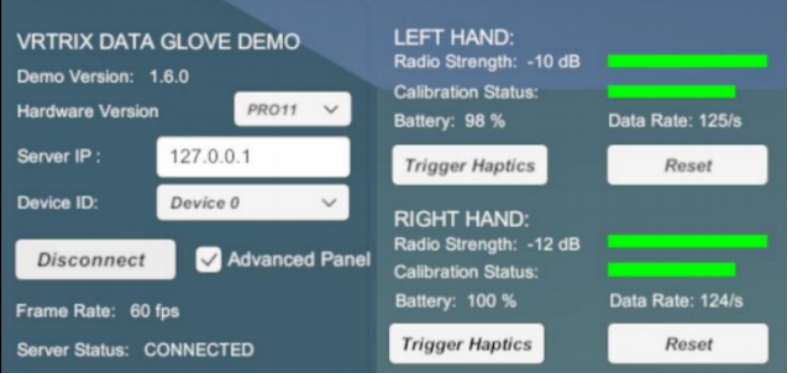 VRTRIX DATA GLOVE DEMO
Demo Version: 1.6.0
Hardware Version PRO11
Server IP : 127.0.0.1
Device ID: Device 0
Disconnect Advanced Panel
Frame Rate: 60 fps
Server Status: CONNECTED
LEFT HAND:
Radio Strength: -10 dB
Calibration Status:
Battery: 98 % Data Rate: 125/s
Trigger Haptics Reset
RIGHT HAND:
Radio Strength: -12 dB
Calibration Status:
Battery: 100 % Data Rate: 124/s
Trigger Haptics Reset